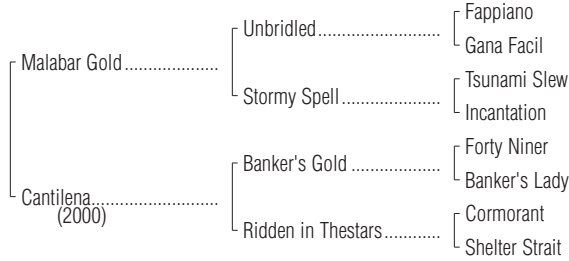 Fappiano
Unbridled
Gana Facil
Malabar Gold
Tsunami Slew
Stormy Spell
Incantation
Forty Niner
Banker's Gold
Banker's Lady
Cantilena
(2000)
Cormorant
Ridden in Thestars
Shelter Strait